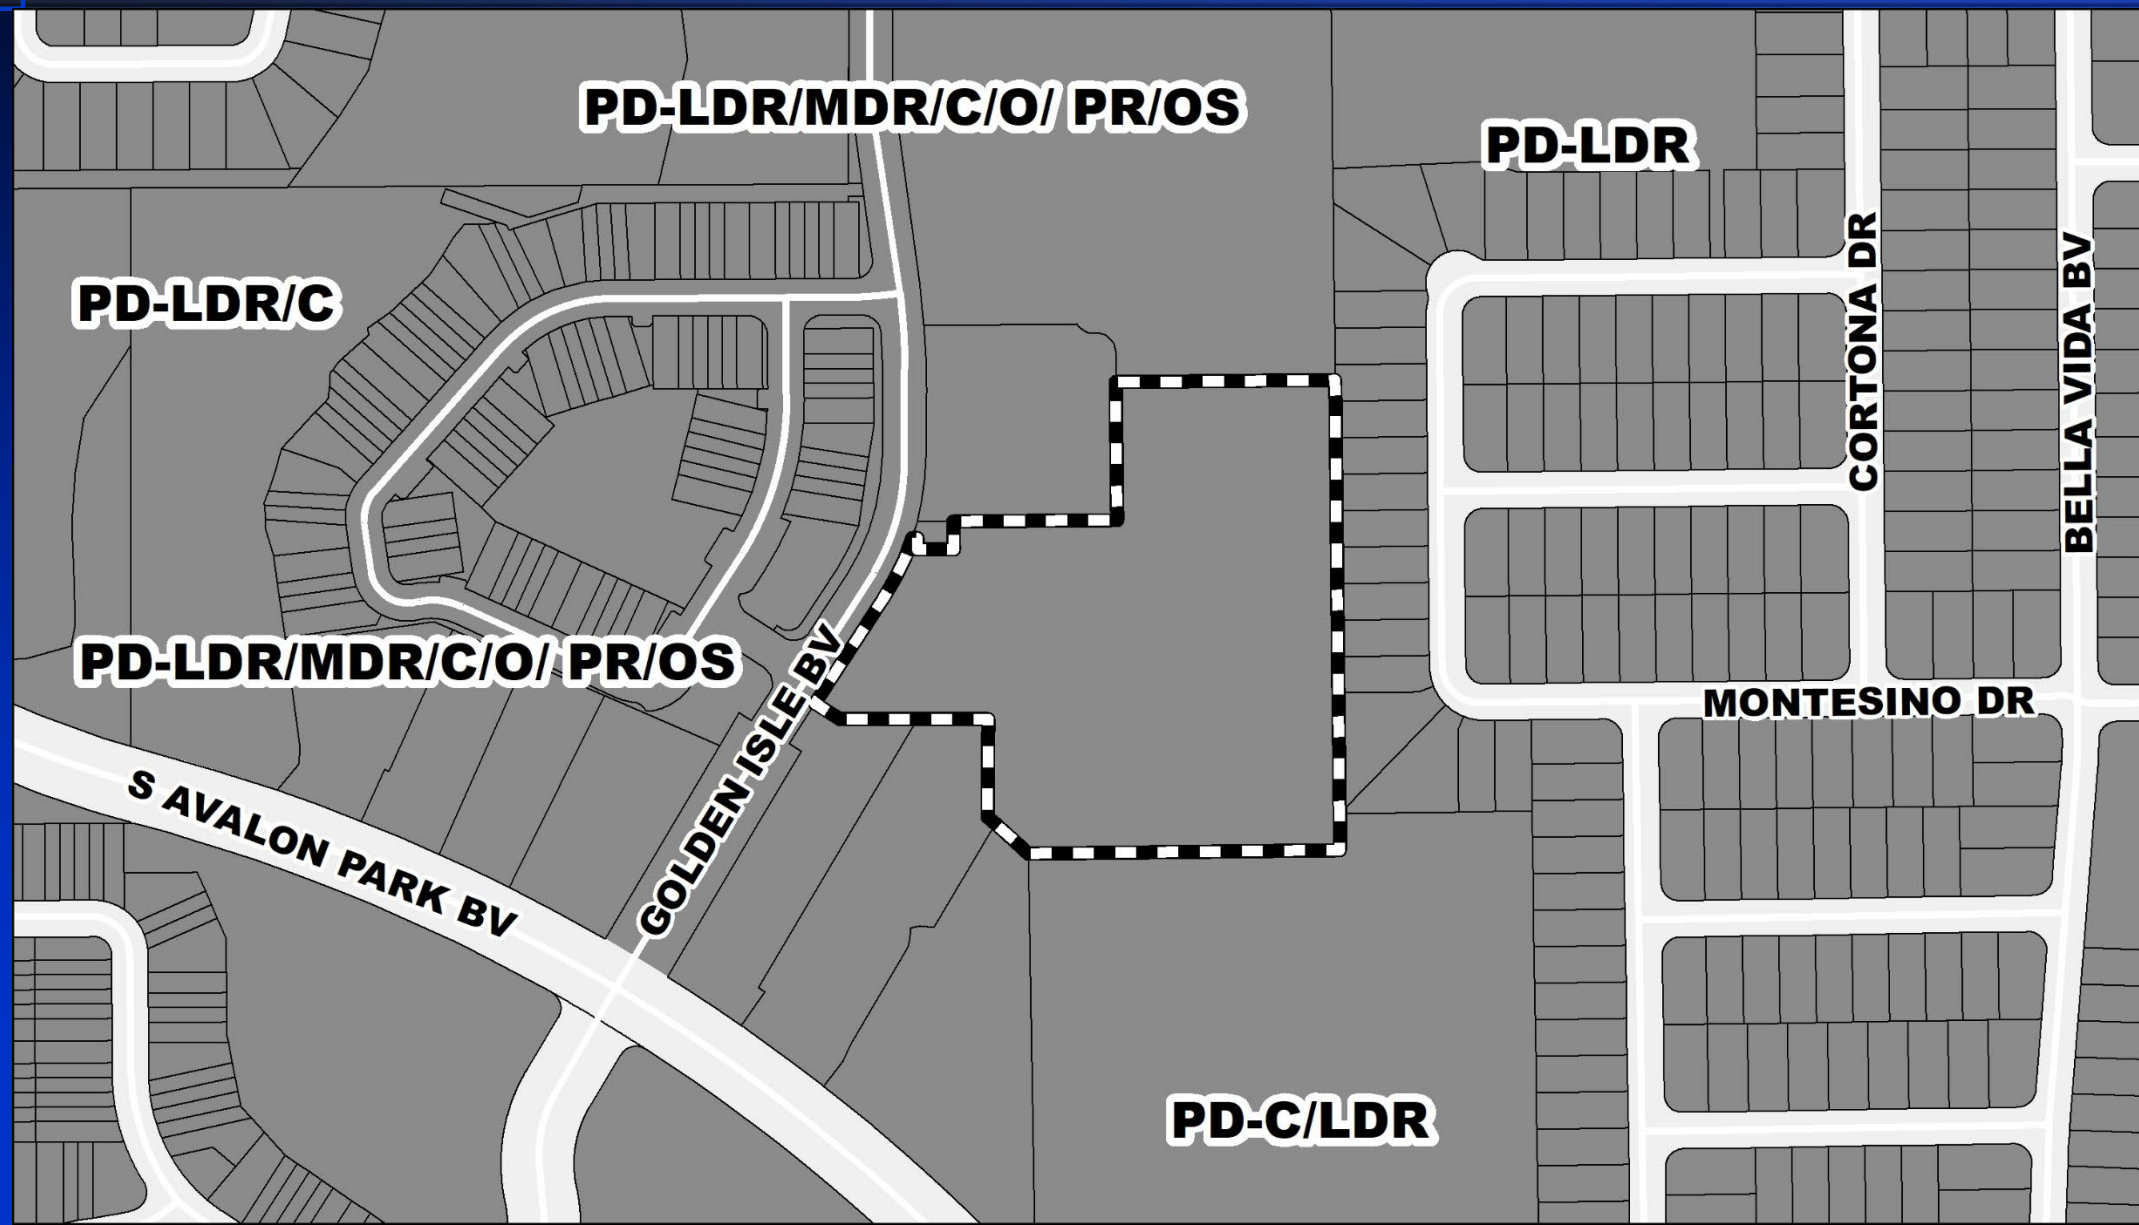 PD-LDR/MDR/C/O/ PR/OS
PD-LDR
PD-LDR/C
CORTONA DR
BELLA VIDA BV
PD-LDR/MDR/C/O/ PR/OS
GOLDEN ISLE BV
MONTESINO DR
S AVALON PARK BV
PD-C/LDR